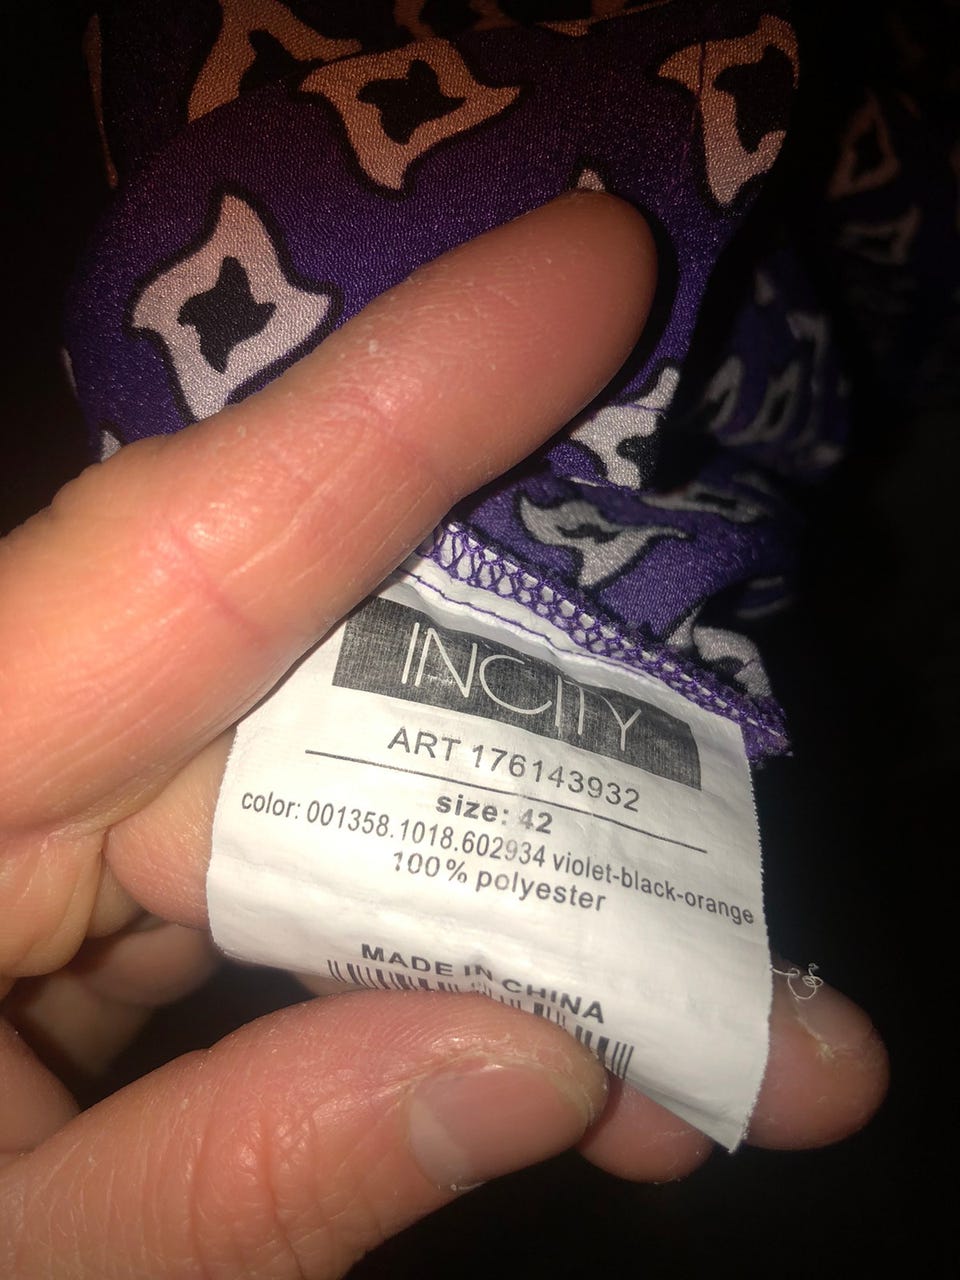 INCITY
ART 176143932
size: 42
color: 001358.1018.602934 violet-black-orange
100% polyester
MADE IN CHINA